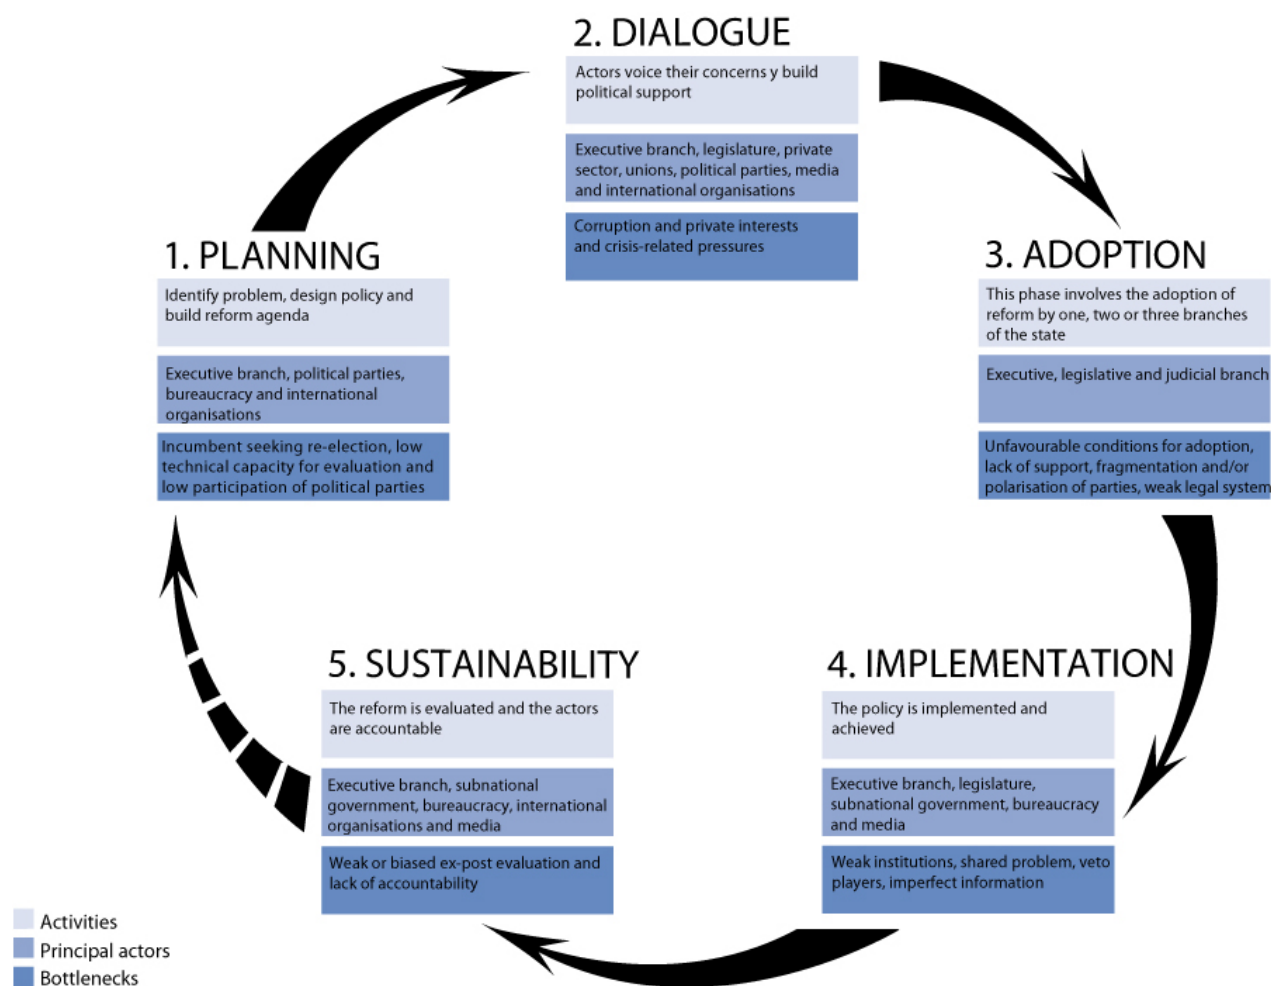 2. DIALOGUE
Actors voice their concerns y build
political support
Executive branch, legislature, private
sector, unions, political parties, media
and international organisations
Corruption and private interests
and crisis-related pressures
1. PLANNING
Identify problem, design policy and
build reform agenda
Executive branch, political parties,
bureaucracy and international
organisations
Incumbent seeking re-election, low
technical capacity for evaluation and
low participation of political parties
3. ADOPTION
This phase involves the adoption of
reform by one, two or three branches
of the state
Executive, legislative and judicial branch
Unfavourable conditions for adoption,
lack of support, fragmentation and/or
polarisation of parties, weak legal system
5. SUSTAINABILITY
The reform is evaluated and the actors
are accountable
Executive branch, subnational
government, bureaucracy, international
organisations and media
Weak or biased ex-post evaluation and
lack of accountability
4. IMPLEMENTATION
The policy is implemented and
achieved
Executive branch, legislature,
subnational government, bureaucracy
and media
Weak institutions, shared problem, veto
players, imperfect information
Activities
Principal actors
Bottlenecks